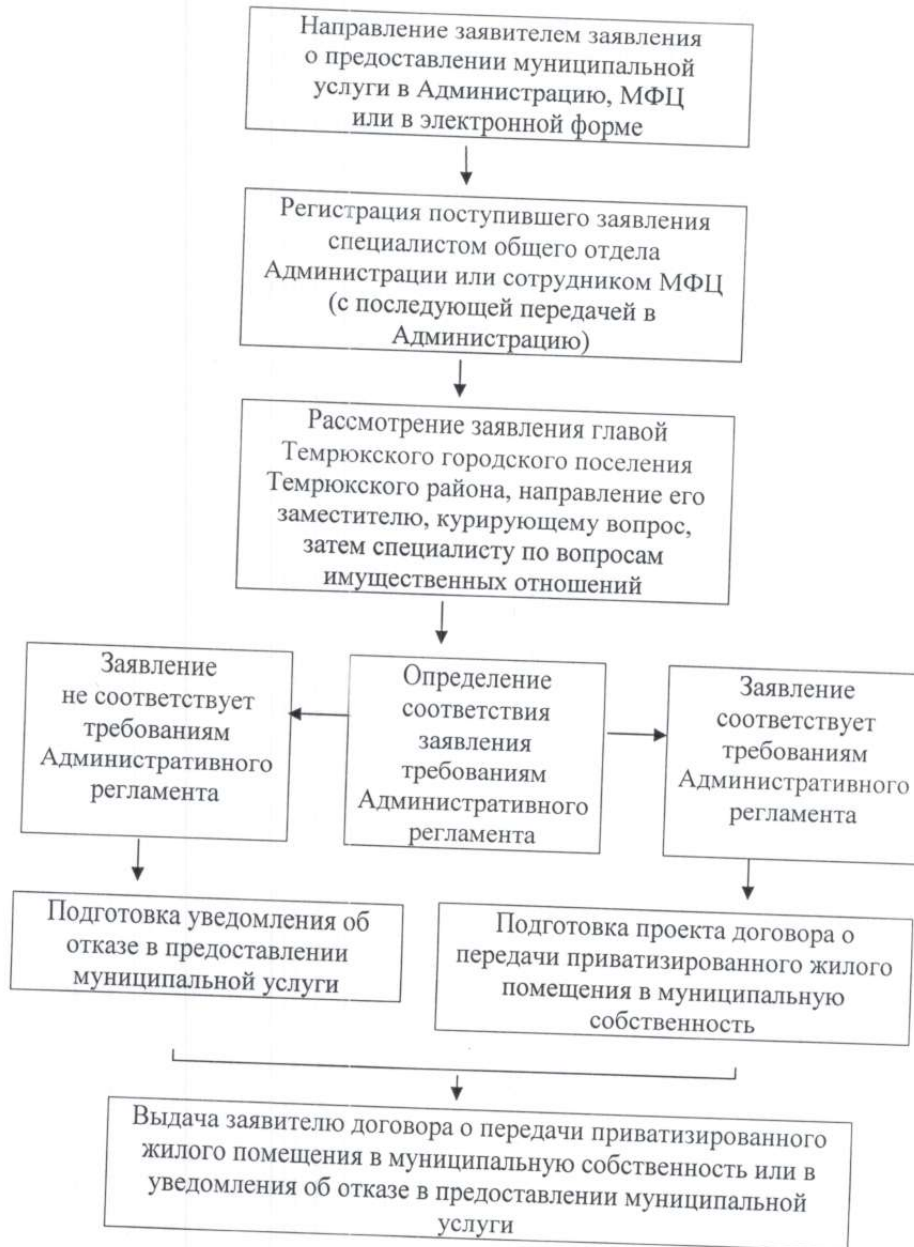 Направление заявителем заявления
о предоставлении муниципальной
услуги в Администрацию, МФЦ
или в электронной форме
Регистрация поступившего заявления
специалистом общего отдела
Администрации или сотрудником МФЦ
(с последующей передачей в
Администрацию)
Рассмотрение заявления главой
Темрюкского городского поселения
Темрюкского района, направление его
заместителю, курирующему вопрос,
затем специалисту по вопросам
имущественных отношений
Заявление
не соответствует
требованиям
Административного
регламента
Определение
соответствия
заявления
требованиям
Административного
регламента
Заявление
соответствует
требованиям
Административного
регламента
Подготовка уведомления об
отказе в предоставлении
муниципальной услуги
Подготовка проекта договора о
передачи приватизированного жилого
помещения в муниципальную
собственность
Выдача заявителю договора о передачи приватизированного
жилого помещения в муниципальную собственность или в
уведомления об отказе в предоставлении муниципальной
услуги